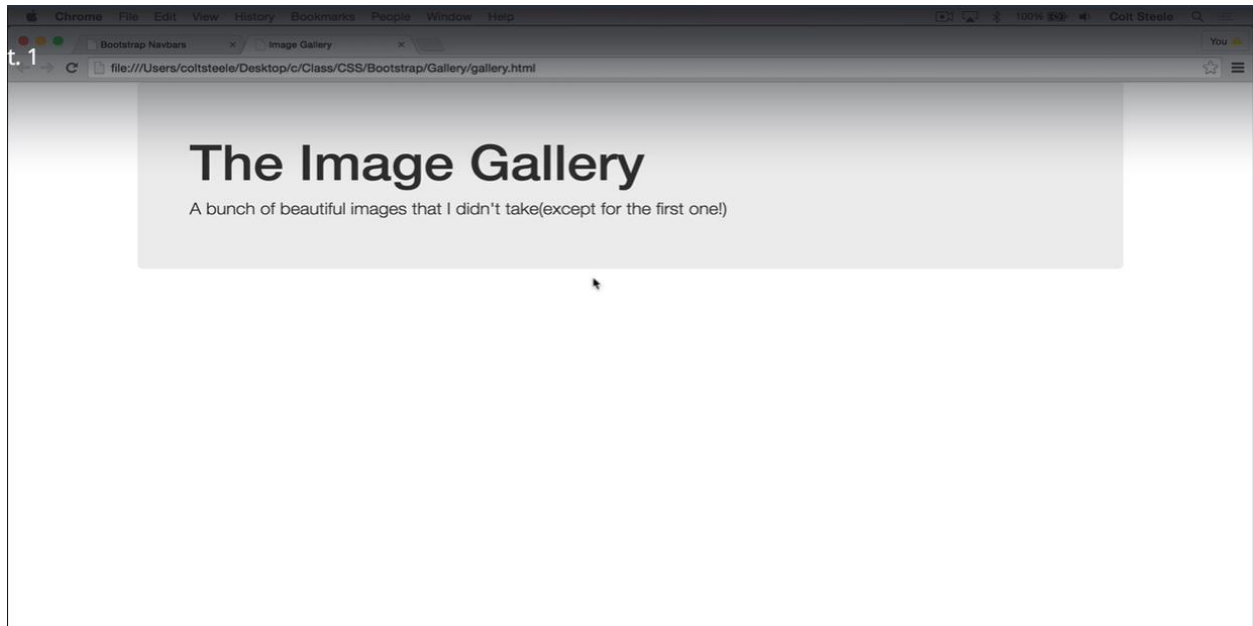 Chrome File Edit View History Bookmarks People Window Help 100% Colt Steele
Bootstrap Navbars Image Gallery You
t. 1
file:///Users/coltsteele/Desktop/c/Class/CSS/Bootstrap/Gallery/gallery.html
The Image Gallery
A bunch of beautiful images that I didn't take(except for the first one!)